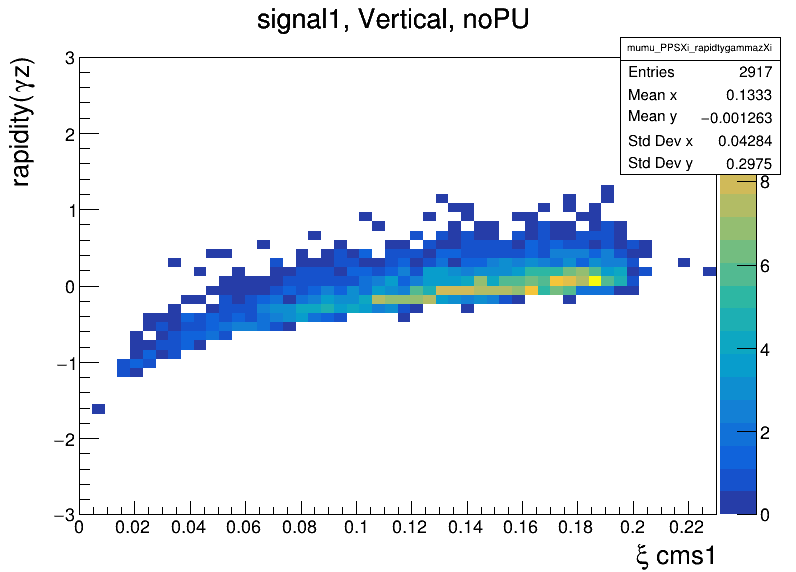 signal1, Vertical, noPU
mumu_PPSXi_rapidtygammazXi
Entries 2917
Mean x 0.1333
Mean y −0.001263
Std Dev x 0.04284
Std Dev y 0.2975
rapidity(γz)
3
2
1
0
−1
−2
−3
0 0.02 0.04 0.06 0.08 0.1 0.12 0.14 0.16 0.18 0.2 0.22
ξ cms1
8
6
4
2
0